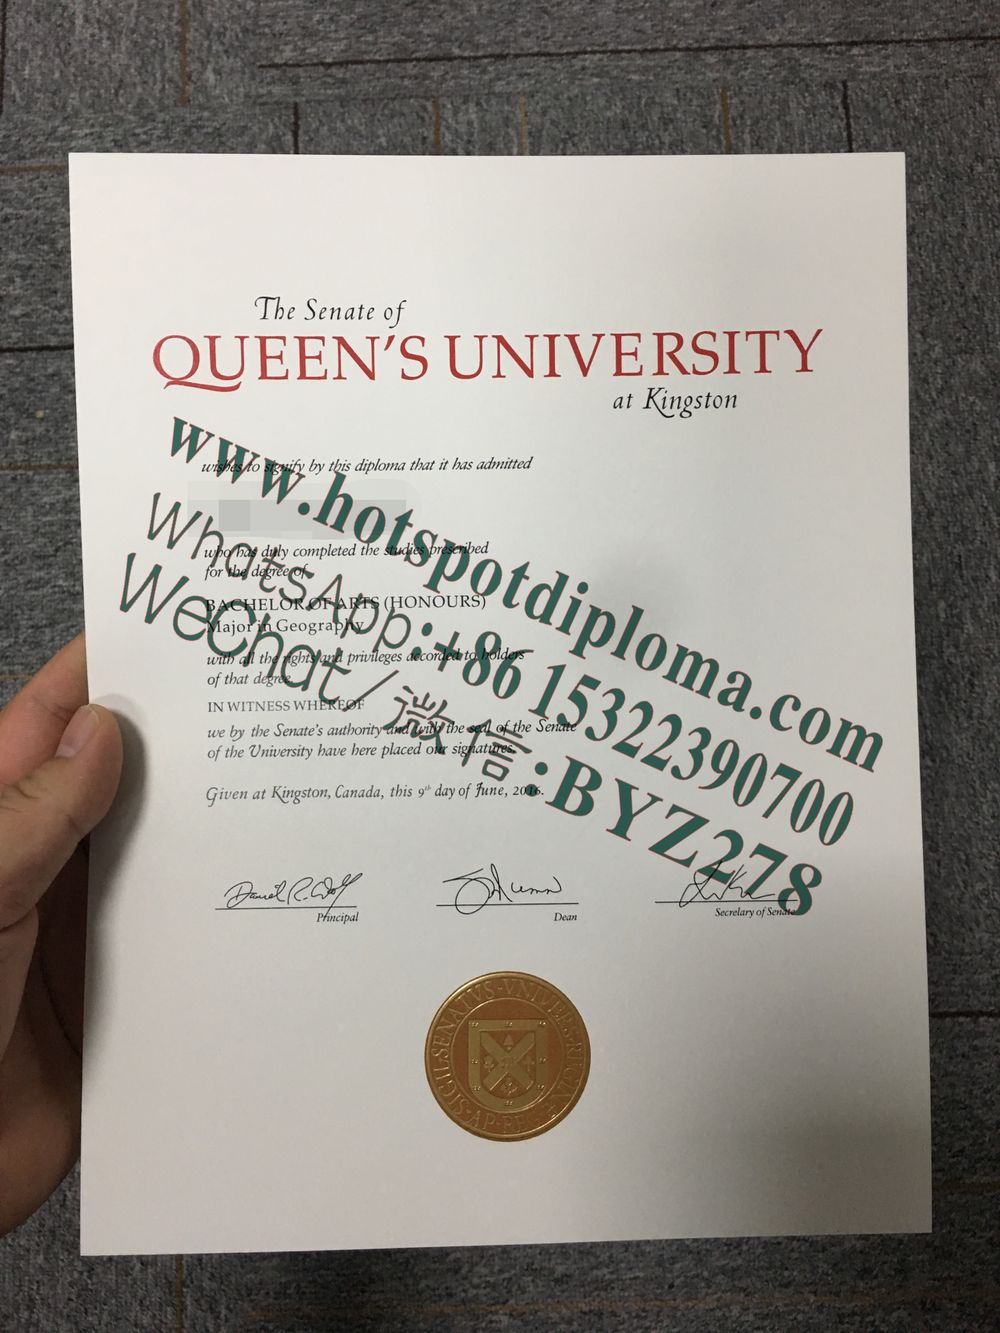 The Senate of
QUEEN'S UNIVERSITY
at Kingston
wishes to signify by this diploma that it has admitted
who has duly completed the studies prescribed
for the degree of
BACHELOR OF ARTS (HONOURS)
Major in Geography
with all the rights and privileges accorded to holders
of that degree.
IN WITNESS WHEREOF
we by the Senate's authority and with the seal of the Senate
of the University have here placed our signatures.
Given at Kingston, Canada, this 9th day of June, 2016.
www.hotspotdiploma.com
WhatsApp:+86 15322390700
WeChat/微信:BYZ278
Principal
Dean
Secretary of Senate